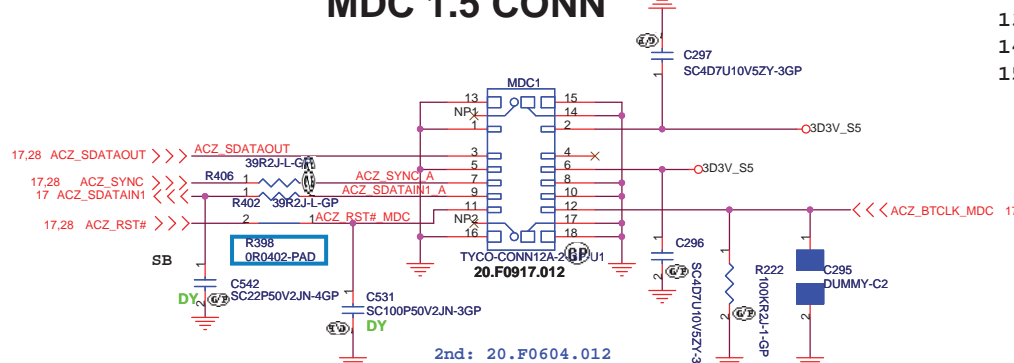 MDC 1.5 CONN
C297
SC4D7U10V5ZY-3GP
MDC1
13
15
NP1
14
1
2
3D3V_S5
17,28 ACZ_SDATAOUT
ACZ_SDATAOUT
3
4
39R2J-L-GP
5
6
3D3V_S5
17,28 ACZ_SYNC
R406
1
ACZ_SYNC_A
7
8
17 ACZ_SDATAIN1
1
ACZ_SDATAIN1_A
9
10
R402
39R2J-L-GP
11
12
ACZ_BTCLK_MDC
17,28 ACZ_RST#
2
1
ACZ_RST#_MDC
NP2
17
16
18
R398
0R0402-PAD
TYCO-CONN12A-2-GP-U1
20.F0917.012
GP
SB
C542
SC22P50V2JN-4GP
DY
C531
SC100P50V2JN-3GP
DY
C296
SC4D7U10V5ZY-3
R222
100KR2J-1-GP
C295
DUMMY-C2
2nd: 20.F0604.012
14